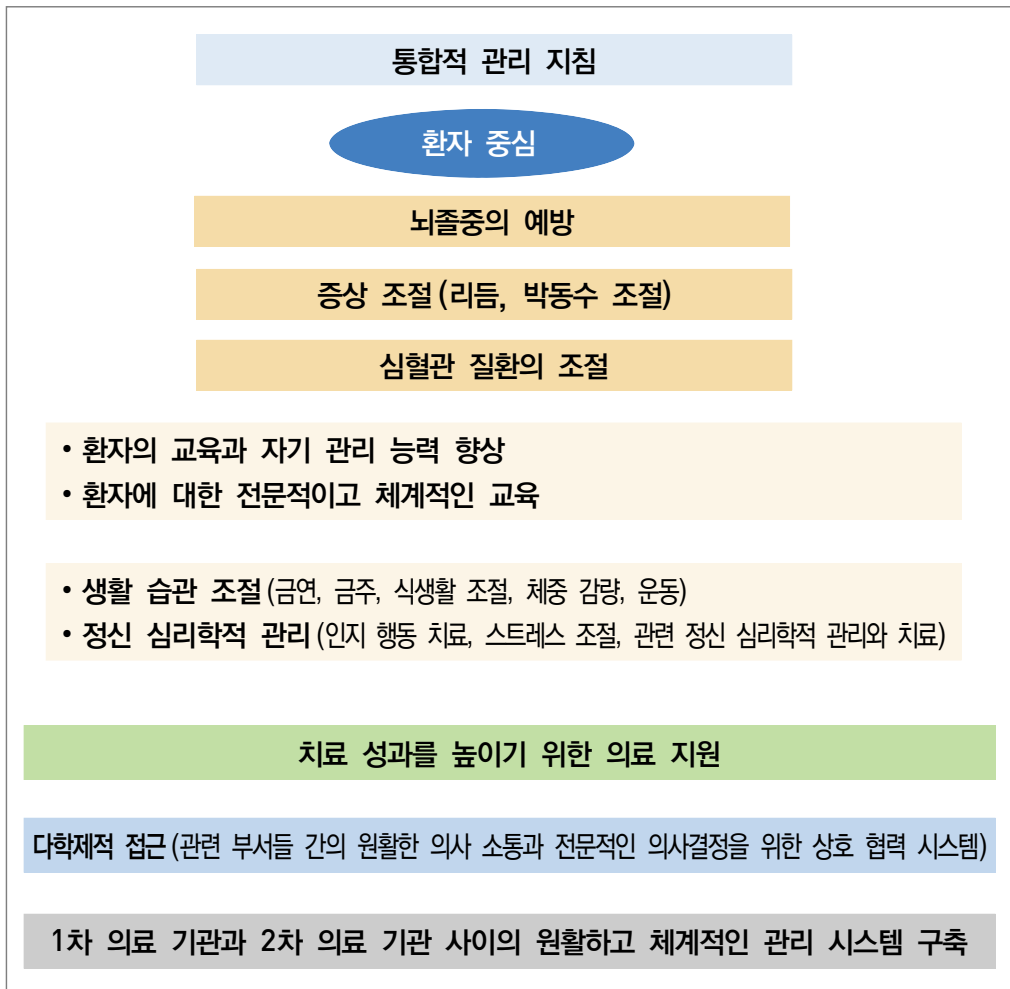 통합적 관리 지침
환자 중심
뇌졸중의 예방
증상 조절(리듬, 박동수 조절)
심혈관 질환의 조절
• 환자의 교육과 자기 관리 능력 향상
• 환자에 대한 전문적이고 체계적인 교육
• 생활 습관 조절(금연, 금주, 식생활 조절, 체중 감량, 운동)
• 정신 심리학적 관리(인지 행동 치료, 스트레스 조절, 관련 정신 심리학적 관리와 치료)
치료 성과를 높이기 위한 의료 지원
다학제적 접근(관련 부서들 간의 원활한 의사 소통과 전문적인 의사결정을 위한 상호 협력 시스템)
1차 의료 기관과 2차 의료 기관 사이의 원활하고 체계적인 관리 시스템 구축